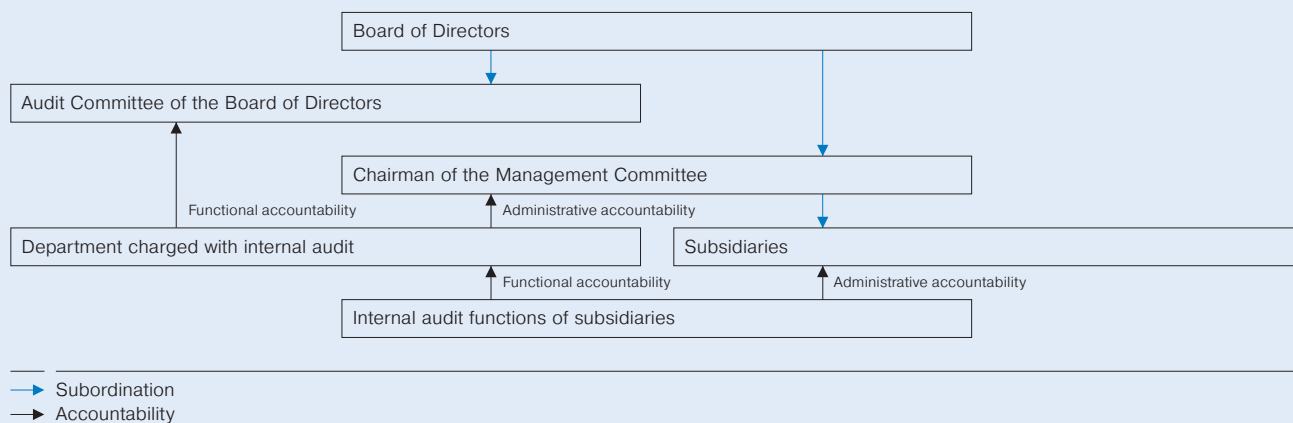 Board of Directors
Audit Committee of the Board of Directors
Chairman of the Management Committee
Functional accountability
Administrative accountability
Department charged with internal audit
Subsidiaries
Functional accountability
Administrative accountability
Internal audit functions of subsidiaries
Subordination
Accountability